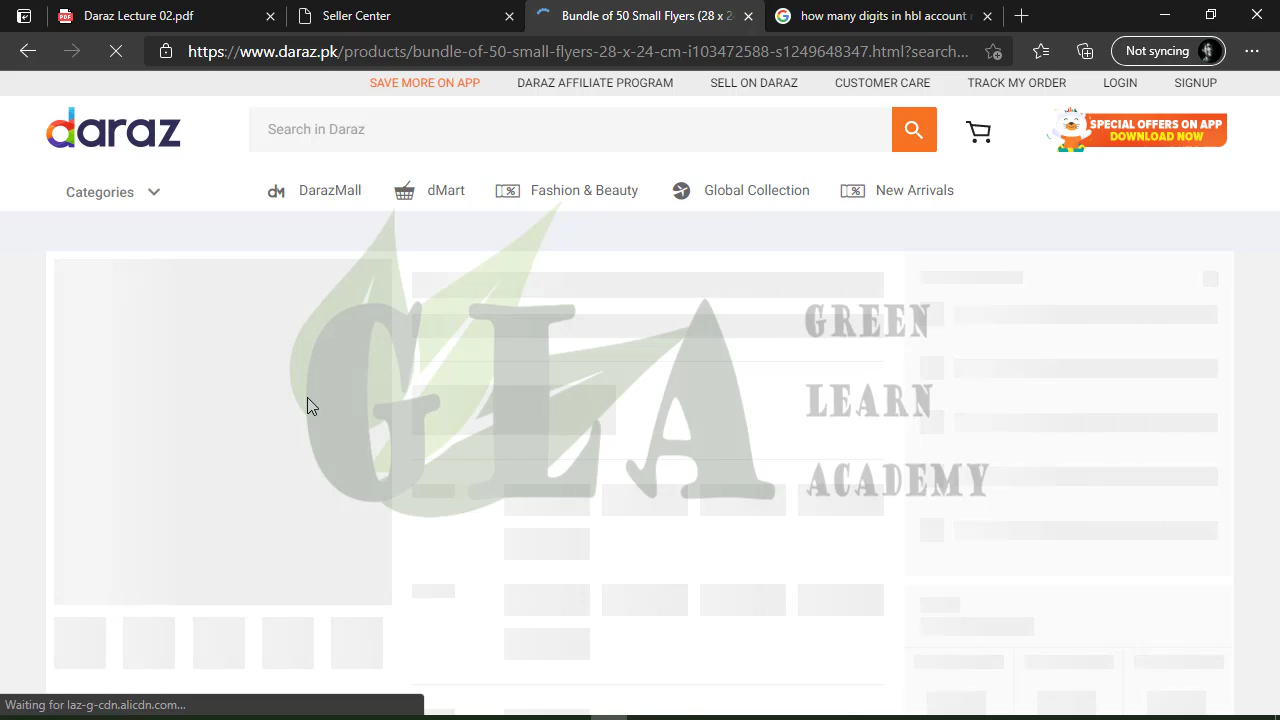 Daraz Lecture 02.pdf
Seller Center
Bundle of 50 Small Flyers (28 x 2
how many digits in hbl account
https://www.daraz.pk/products/bundle-of-50-small-flyers-28-x-24-cm-i103472588-s1249648347.html?search...
Not syncing
SAVE MORE ON APP
DARAZ AFFILIATE PROGRAM
SELL ON DARAZ
CUSTOMER CARE
TRACK MY ORDER
LOGIN
SIGNUP
daraz
Search in Daraz
SPECIAL OFFERS ON APP
DOWNLOAD NOW
Categories
DarazMall
dMart
Fashion & Beauty
Global Collection
New Arrivals
GLA
GREEN
LEARN
ACADEMY
Waiting for laz-g-cdn.alicdn.com...